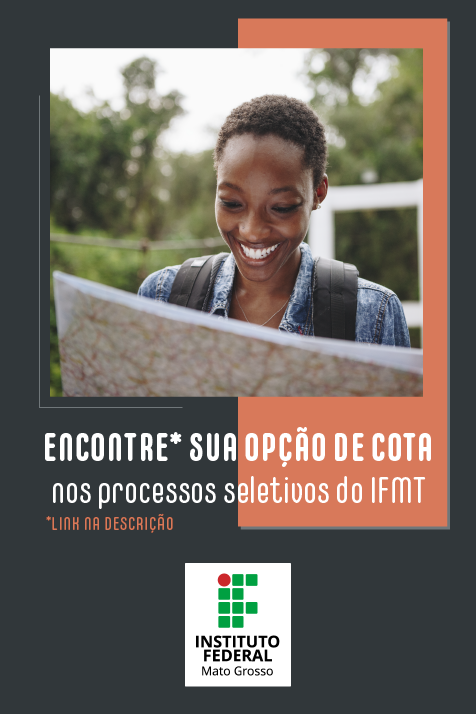 ENCONTRE* SUA OPÇÃO DE COTA
nos processos seletivos do IFMT
*LINK NA DESCRIÇÃO
INSTITUTO
FEDERAL
Mato Grosso